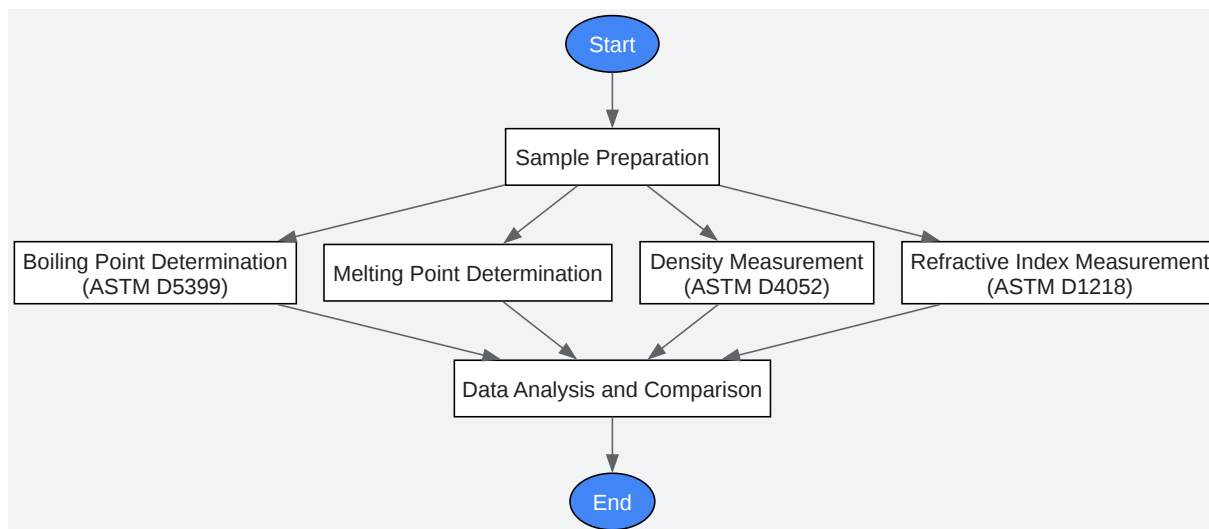 Start
Sample Preparation
Boiling Point Determination
(ASTM D5399)
Melting Point Determination
Density Measurement
(ASTM D4052)
Refractive Index Measurement
(ASTM D1218)
Data Analysis and Comparison
End